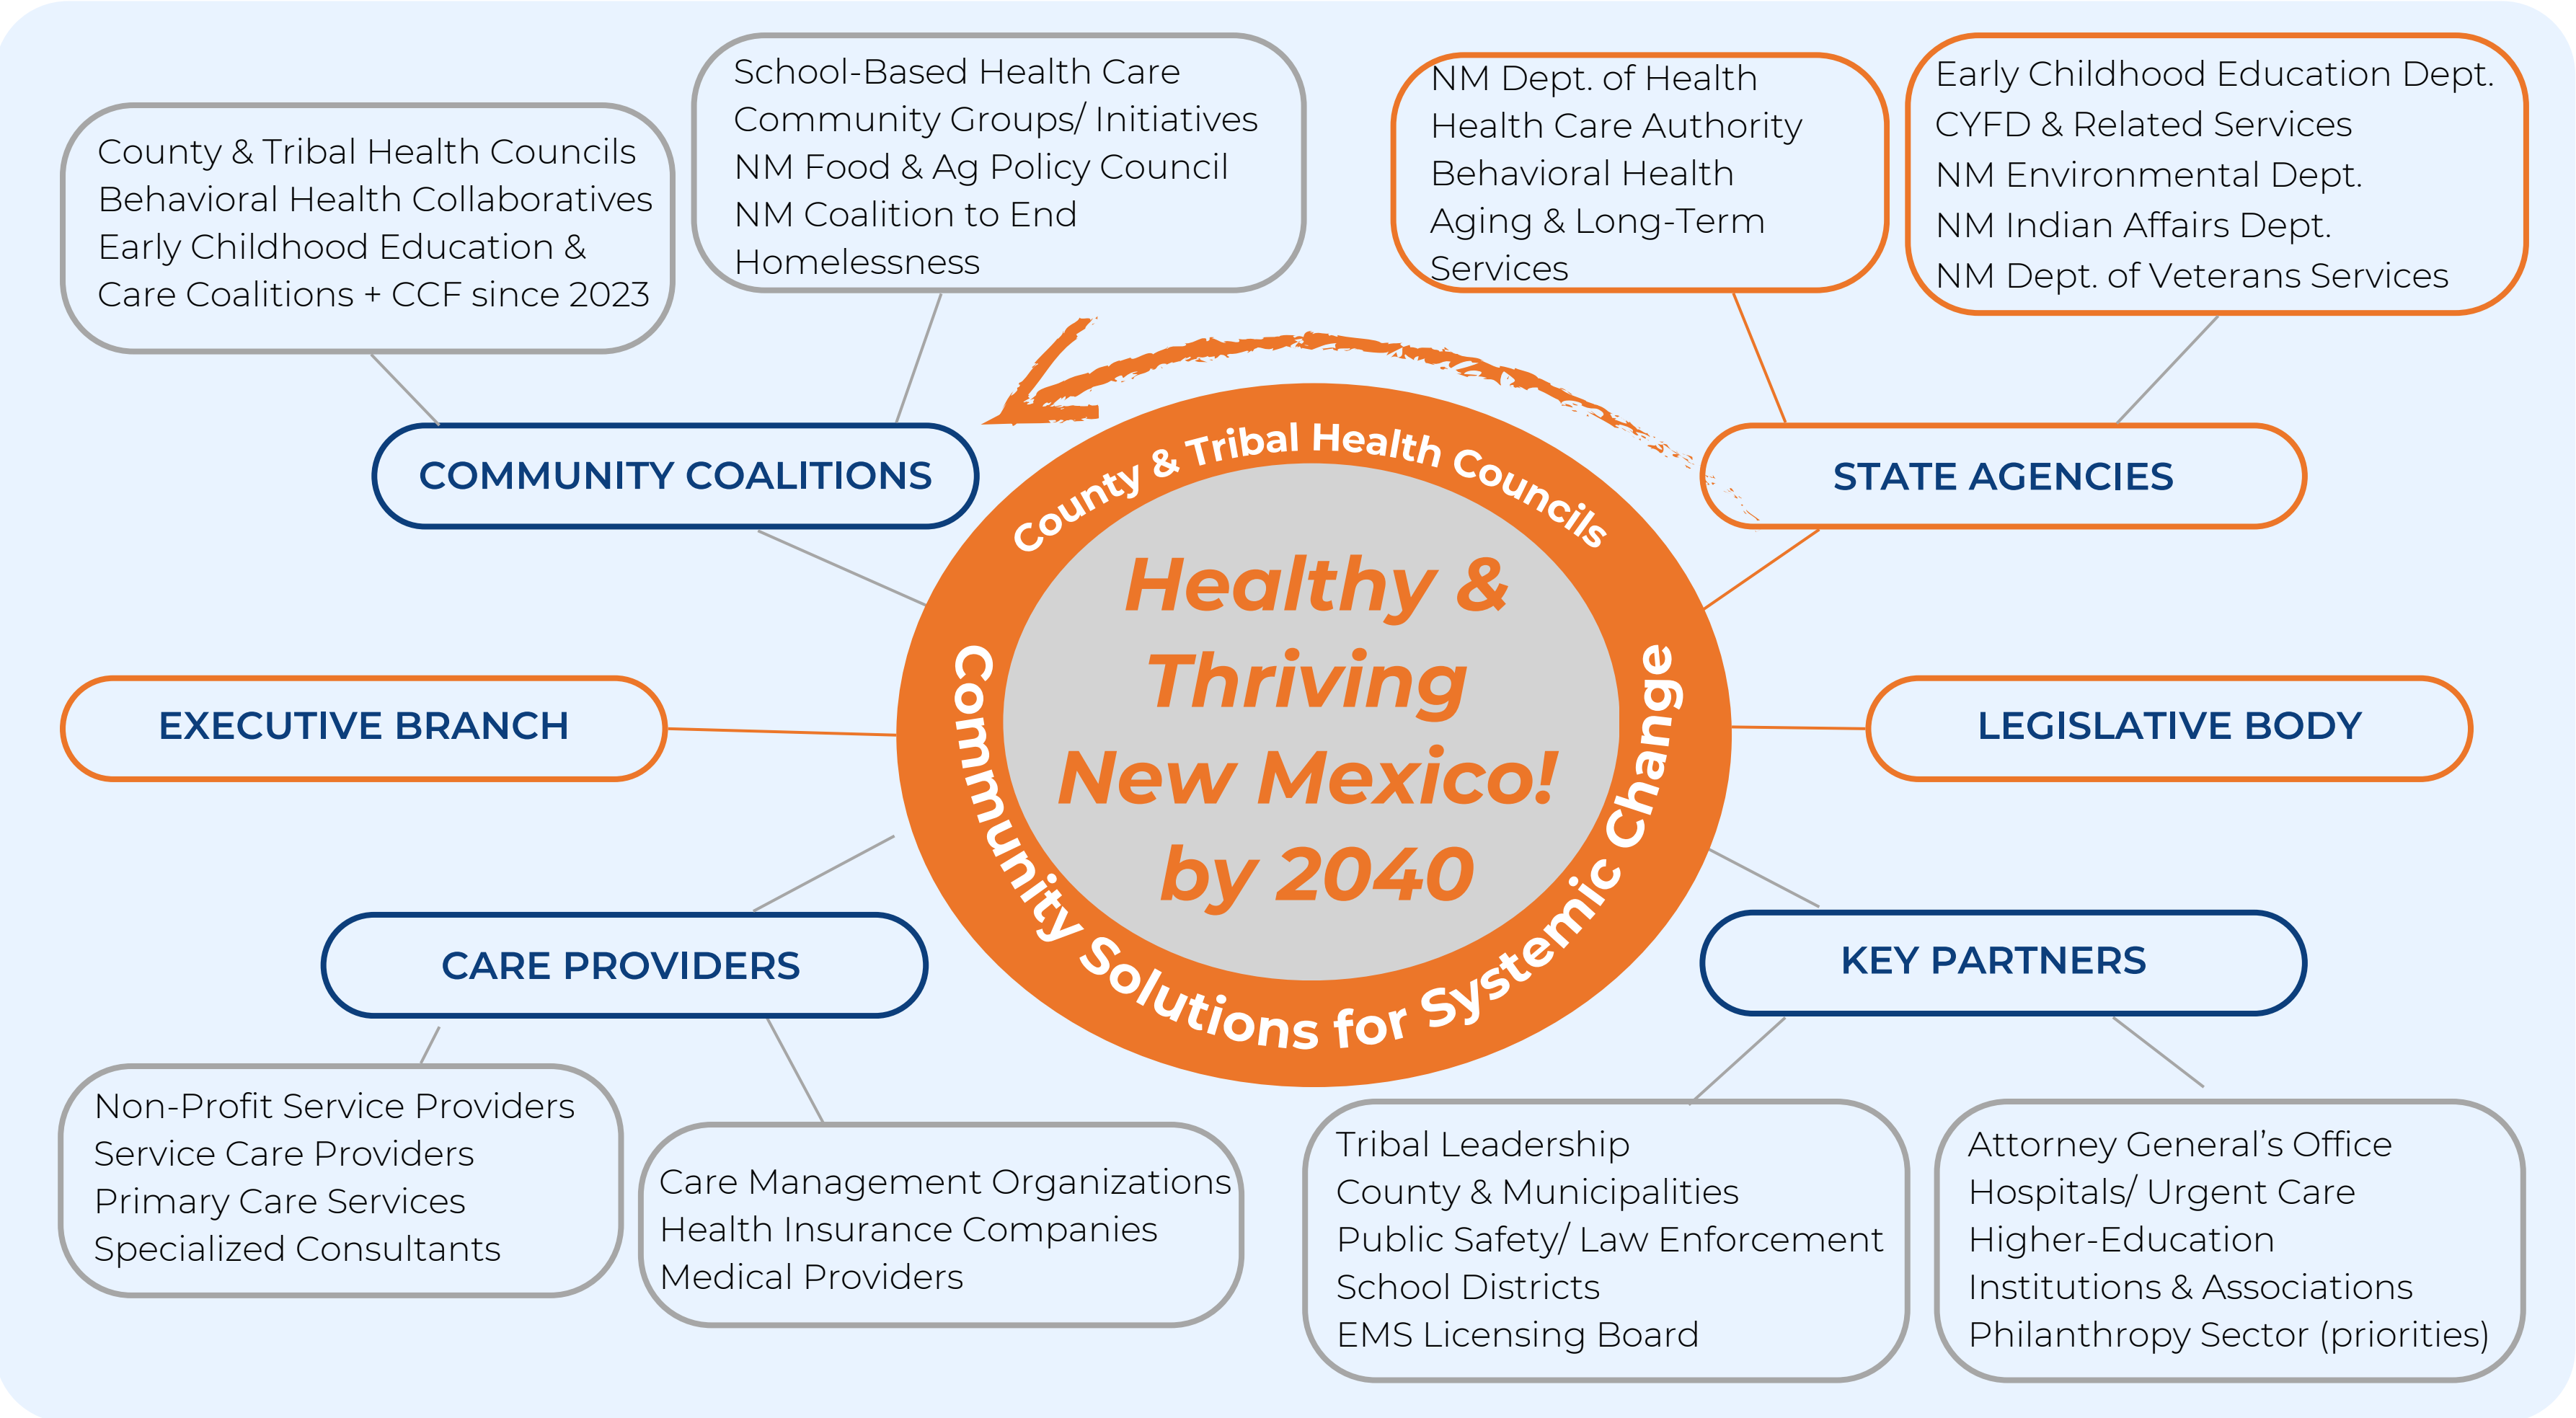 County & Tribal Health Councils
Behavioral Health Collaboratives
Early Childhood Education &
Care Coalitions + CCF since 2023
School-Based Health Care
Community Groups/ Initiatives
NM Food & Ag Policy Council
NM Coalition to End
Homelessness
NM Dept. of Health
Health Care Authority
Behavioral Health
Aging & Long-Term
Services
Early Childhood Education Dept.
CYFD & Related Services
NM Environmental Dept.
NM Indian Affairs Dept.
NM Dept. of Veterans Services
COMMUNITY COALITIONS
STATE AGENCIES
County & Tribal Health Councils
Healthy &
Thriving
New Mexico!
by 2040
Community Solutions for Systemic Change
EXECUTIVE BRANCH
LEGISLATIVE BODY
CARE PROVIDERS
KEY PARTNERS
Non-Profit Service Providers
Service Care Providers
Primary Care Services
Specialized Consultants
Care Management Organizations
Health Insurance Companies
Medical Providers
Tribal Leadership
County & Municipalities
Public Safety/ Law Enforcement
School Districts
EMS Licensing Board
Attorney General’s Office
Hospitals/ Urgent Care
Higher-Education
Institutions & Associations
Philanthropy Sector (priorities)